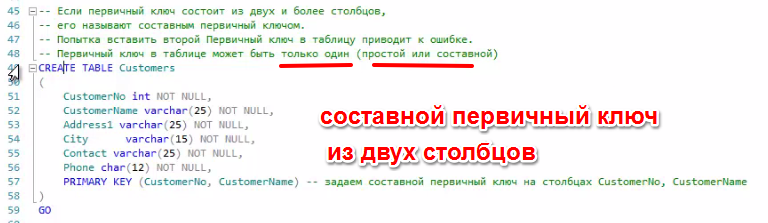 45 -- Если первичный ключ состоит из двух и более столбцов,
46 -- его называют составным первичным ключом.
47 -- Попытка вставить второй Первичный ключ в таблицу приводит к ошибке.
48 -- Первичный ключ в таблице может быть только один (простой или составной)
CREATE TABLE Customers
(
51 CustomerNo int NOT NULL,
52 CustomerName varchar(25) NOT NULL,
53 Address1 varchar(25) NOT NULL,
54 City varchar(15) NOT NULL,
55 Contact varchar(25) NOT NULL,
56 Phone char(12) NOT NULL,
57 PRIMARY KEY (CustomerNo, CustomerName) -- задаем составной первичный ключ на столбцах CustomerNo, CustomerName
58 )
59 GO
составной первичный ключ
из двух столбцов